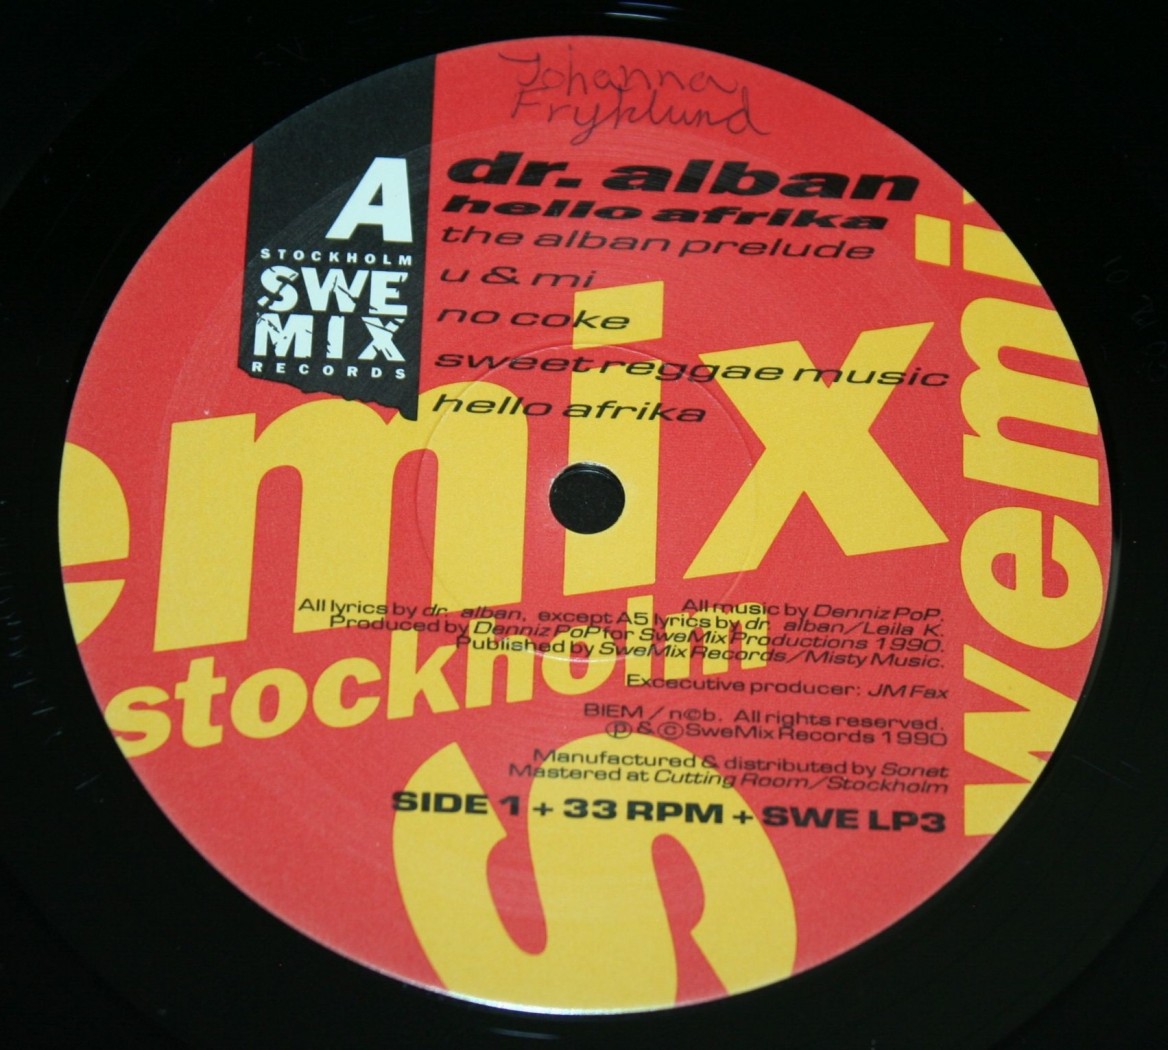 Johanna
Fryklund
A
STOCKHOLM
SWE
MIX
RECORDS
dr. alban
hello afrika
the alban prelude
u & mi
no coke
sweet reggae music
hello afrika
emix
stockholm
swemi
All music by Denniz PoP.
All lyrics by dr. alban, except A5 lyrics by dr. alban/Leila K.
Produced by Denniz PoP for SweMix Productions 1990.
Published by SweMix Records/Misty Music.
Excecutive producer: JM Fax
BIEM / n©b. All rights reserved.
℗ & © SweMix Records 1990
Manufactured & distributed by Sonet
Mastered at Cutting Room/Stockholm
SIDE 1 + 33 RPM + SWE LP3